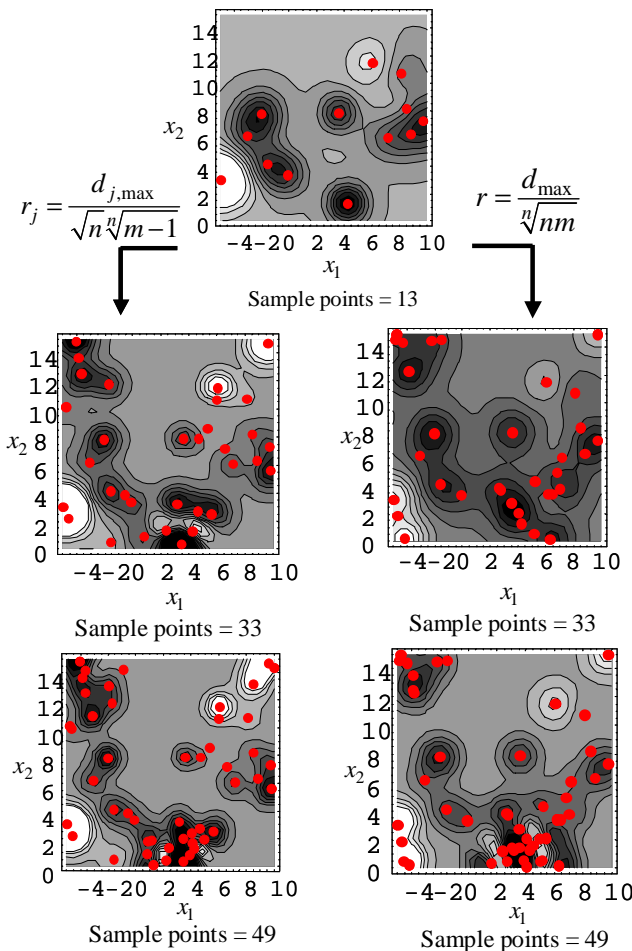 14
12
10
8
x₂ 6
4
2
0
-4-20 2 4 6 8 10
x₁
Sample points = 13
r_j = d_{j,max} / (√n ⁿ√(m−1))
r = d_max / ⁿ√(nm)
14
12
10
x₂ 8
6
4
2
0
-4-20 2 4 6 8 10
x₁
Sample points = 33
14
12
10
x₂ 8
6
4
2
0
-4-20 2 4 6 8 10
x₁
Sample points = 33
14
12
10
x₂ 8
6
4
2
0
-4-20 2 4 6 8 10
x₁
Sample points = 49
14
12
10
x₂ 8
6
4
2
0
-4-20 2 4 6 8 10
x₁
Sample points = 49